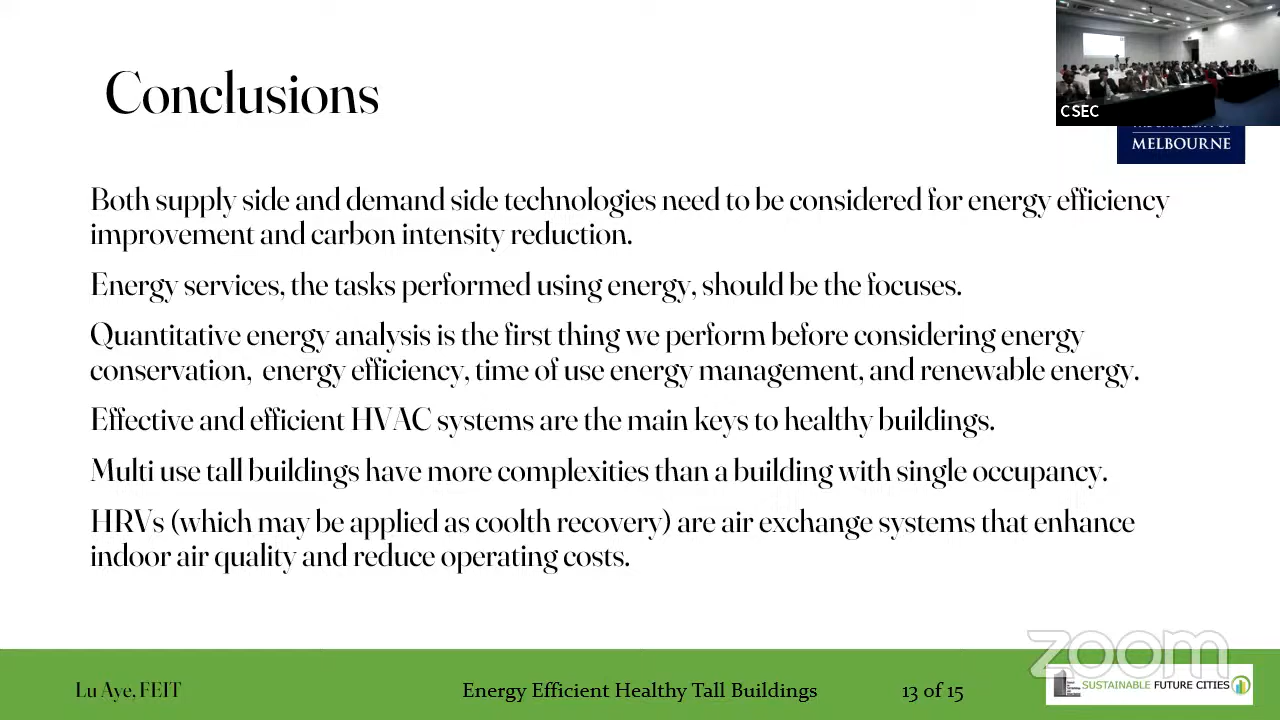 Conclusions
CSEC
MELBOURNE
Both supply side and demand side technologies need to be considered for energy efficiency
improvement and carbon intensity reduction.
Energy services, the tasks performed using energy, should be the focuses.
Quantitative energy analysis is the first thing we perform before considering energy
conservation, energy efficiency, time of use energy management, and renewable energy.
Effective and efficient HVAC systems are the main keys to healthy buildings.
Multi use tall buildings have more complexities than a building with single occupancy.
HRVs (which may be applied as coolth recovery) are air exchange systems that enhance
indoor air quality and reduce operating costs.
zoom
Lu Aye, FEIT
Energy Efficient Healthy Tall Buildings
13 of 15
SUSTAINABLE FUTURE CITIES